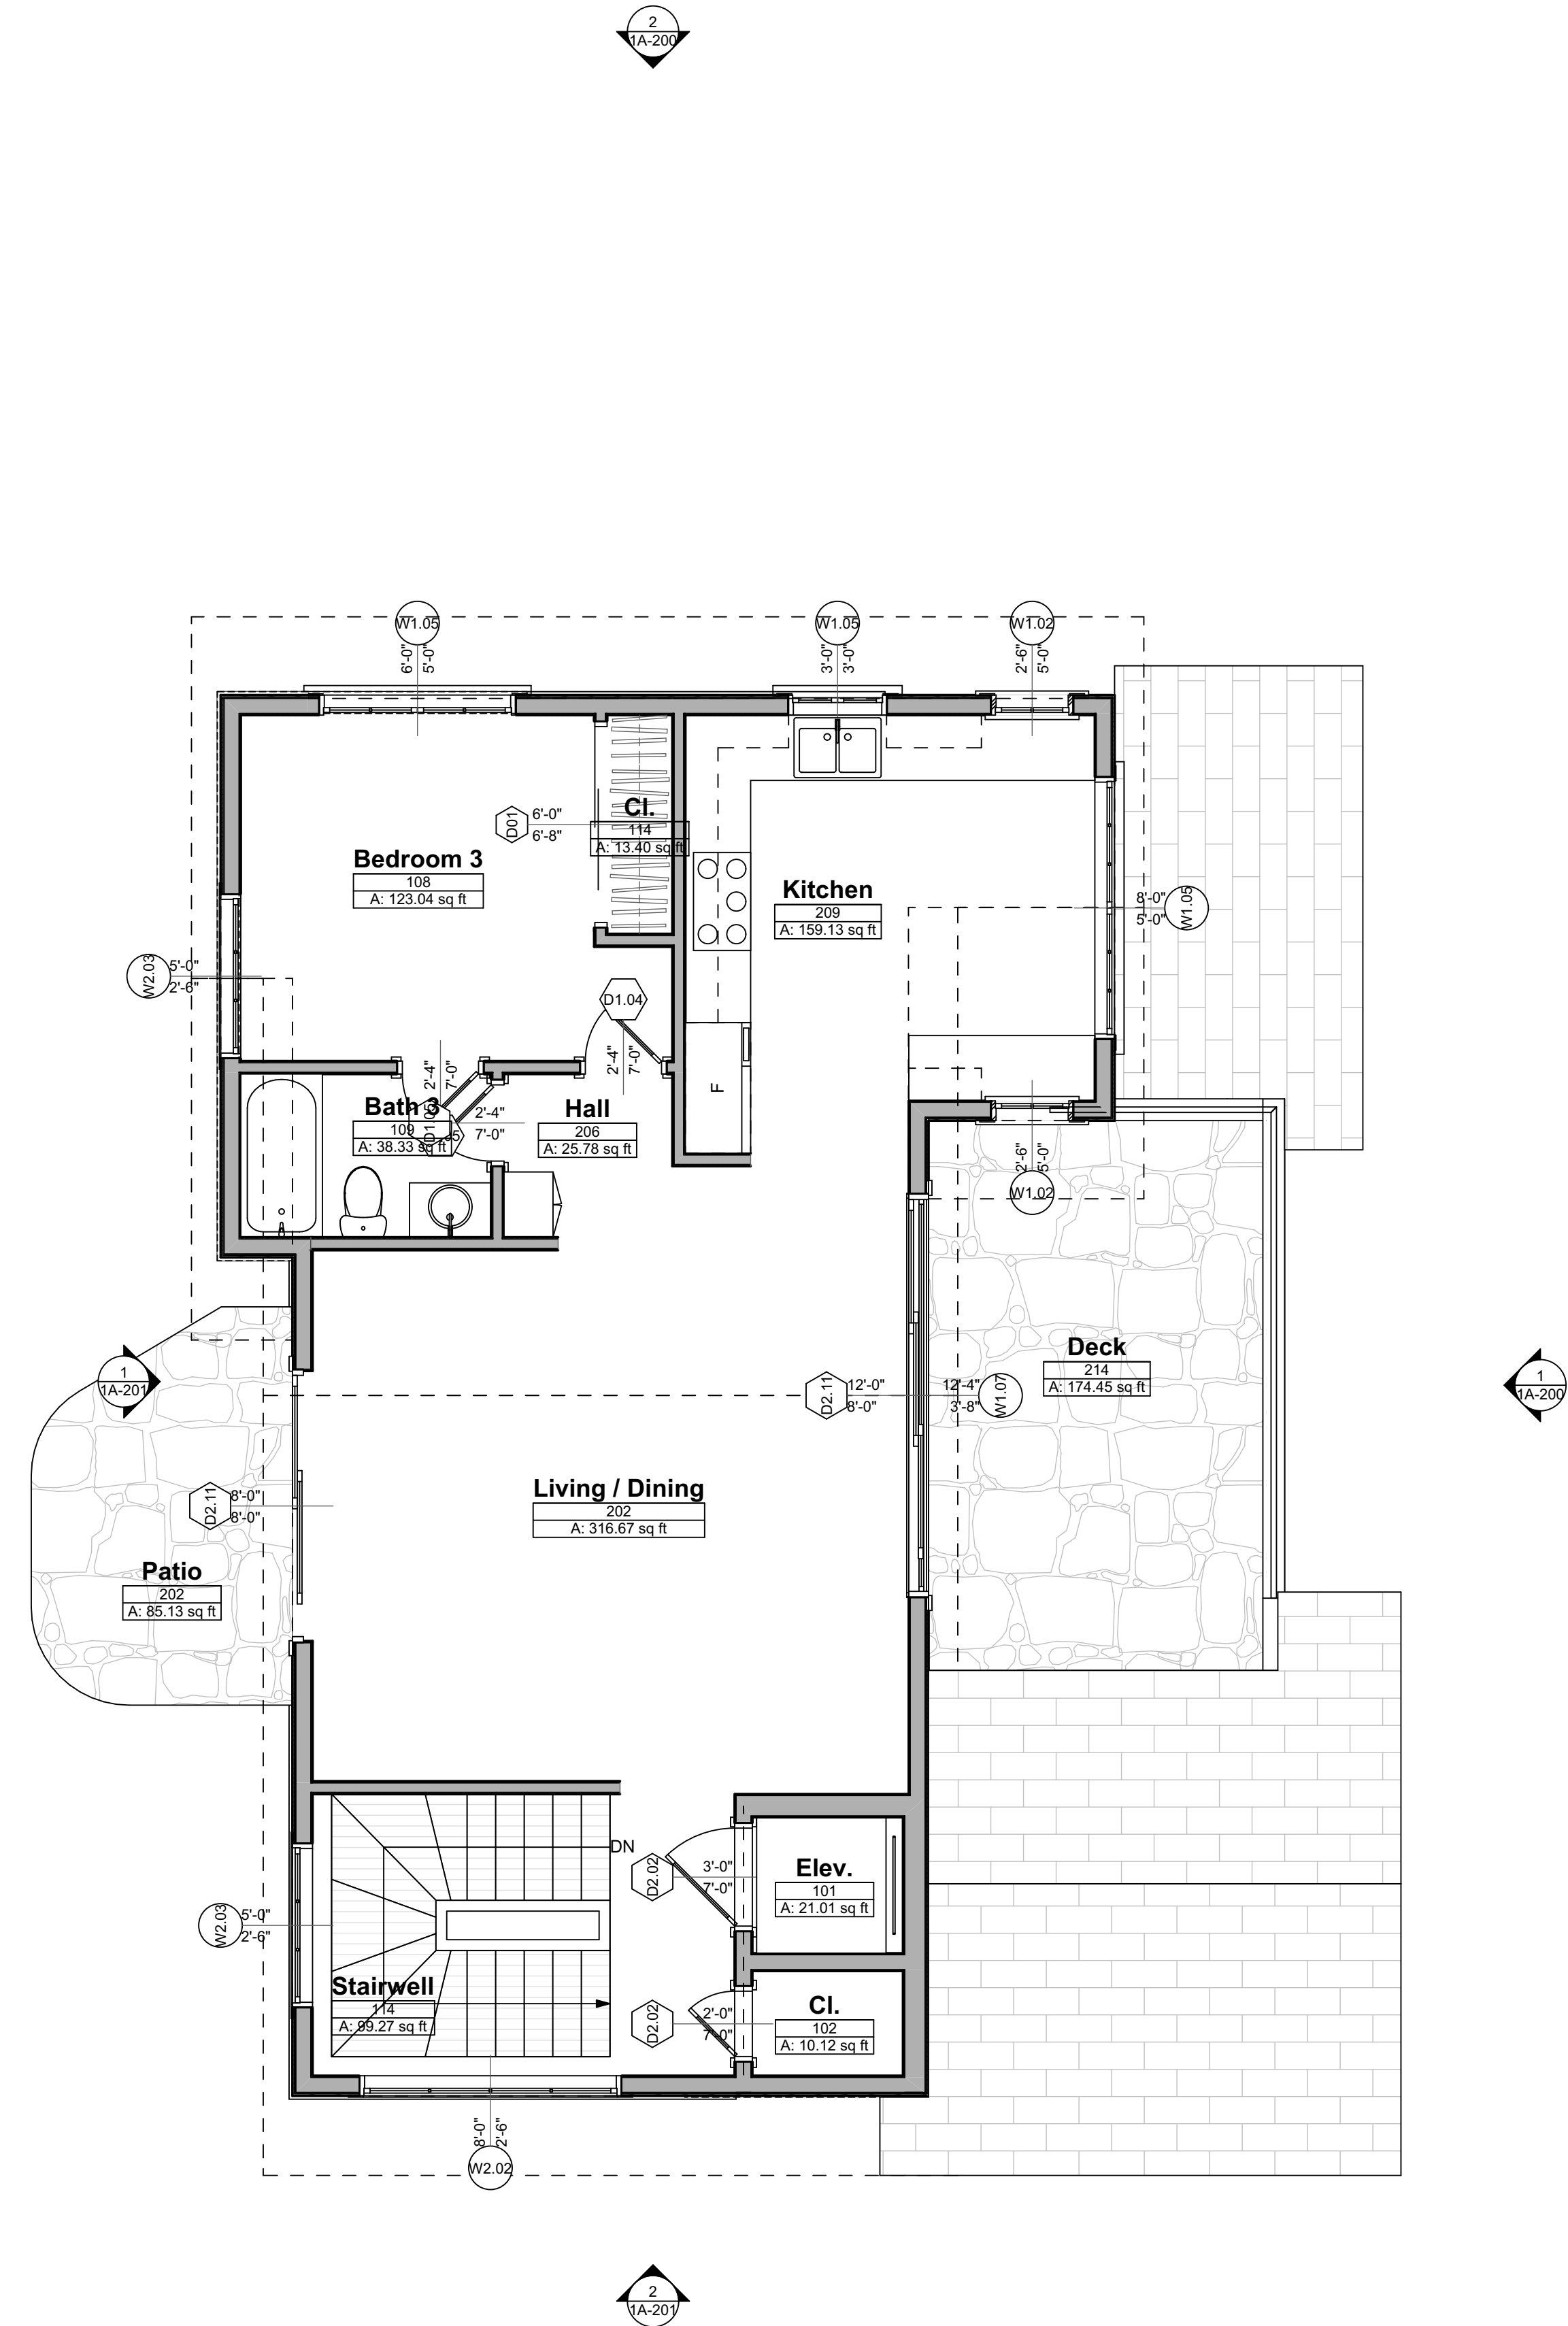 2
1A-200
W1.05
6'-0"
5'-0"
W1.05
3'-0"
3'-0"
W1.02
2'-6"
5'-0"
D01
6'-0"
6'-8"
Cl.
114
A: 13.40 sq ft
Bedroom 3
108
A: 123.04 sq ft
Kitchen
209
A: 159.13 sq ft
8'-0"
5'-0"
W1.05
W2.03
5'-0"
2'-6"
D1.04
2'-4"
7'-0"
2'-4"
7'-0"
F
Bath 3
109
A: 38.33 sq ft
D1.05
2'-4"
7'-0"
Hall
206
A: 25.78 sq ft
2'-6"
5'-0"
W1.02
1
1A-201
Deck
214
A: 174.45 sq ft
D2.11
12'-0"
8'-0"
12'-4"
3'-8"
W1.07
1
1A-200
D2.11
8'-0"
8'-0"
Living / Dining
202
A: 316.67 sq ft
Patio
202
A: 85.13 sq ft
DN
D2.02
3'-0"
7'-0"
Elev.
101
A: 21.01 sq ft
W2.03
5'-0"
2'-6"
Stairwell
114
A: 99.27 sq ft
D2.02
2'-0"
7'-0"
Cl.
102
A: 10.12 sq ft
8'-0"
2'-6"
W2.02
2
1A-201